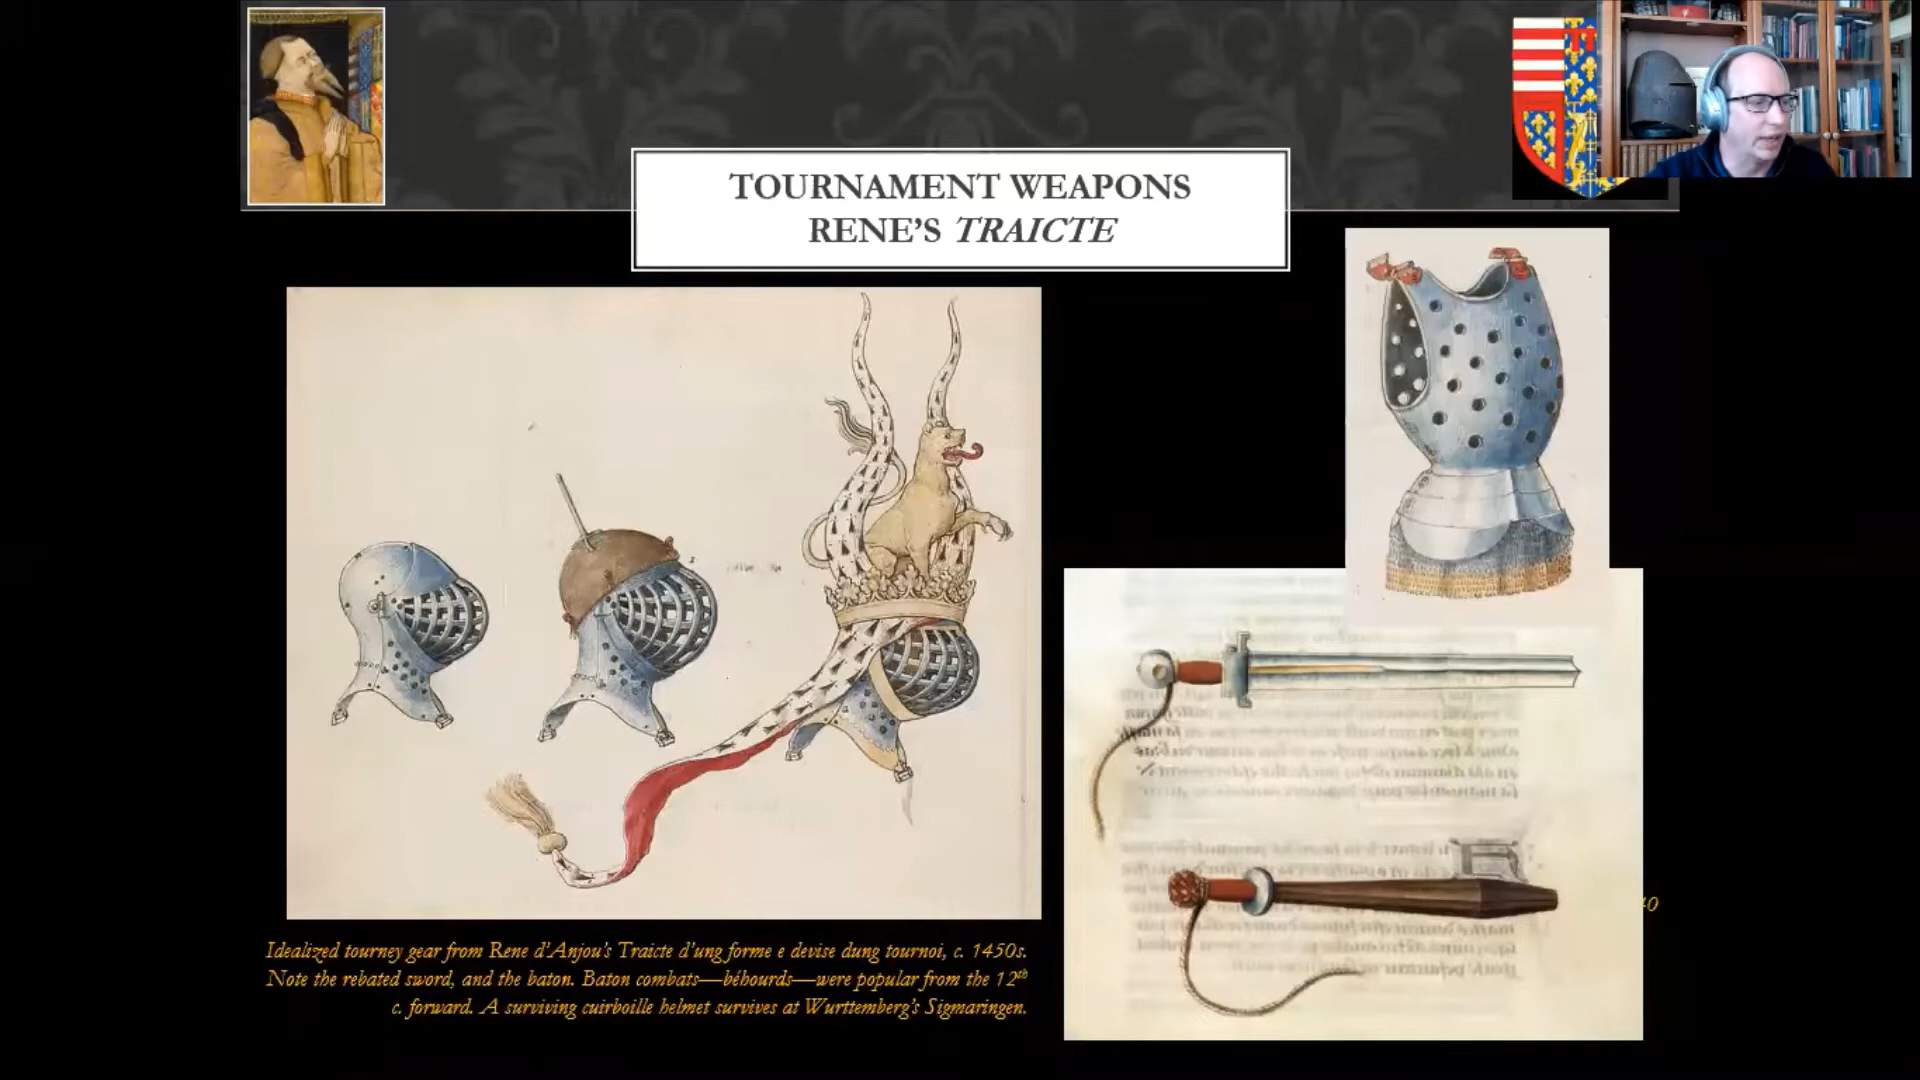 TOURNAMENT WEAPONS
RENE'S TRAICTE
Idealized tourney gear from Rene d'Anjou's Traicte d'ung forme e devise dung tournoi, c. 1450s.
Note the rebated sword, and the baton. Baton combats—béhourds—were popular from the 12th
c. forward. A surviving cuirboille helmet survives at Wurttemberg's Sigmaringen.